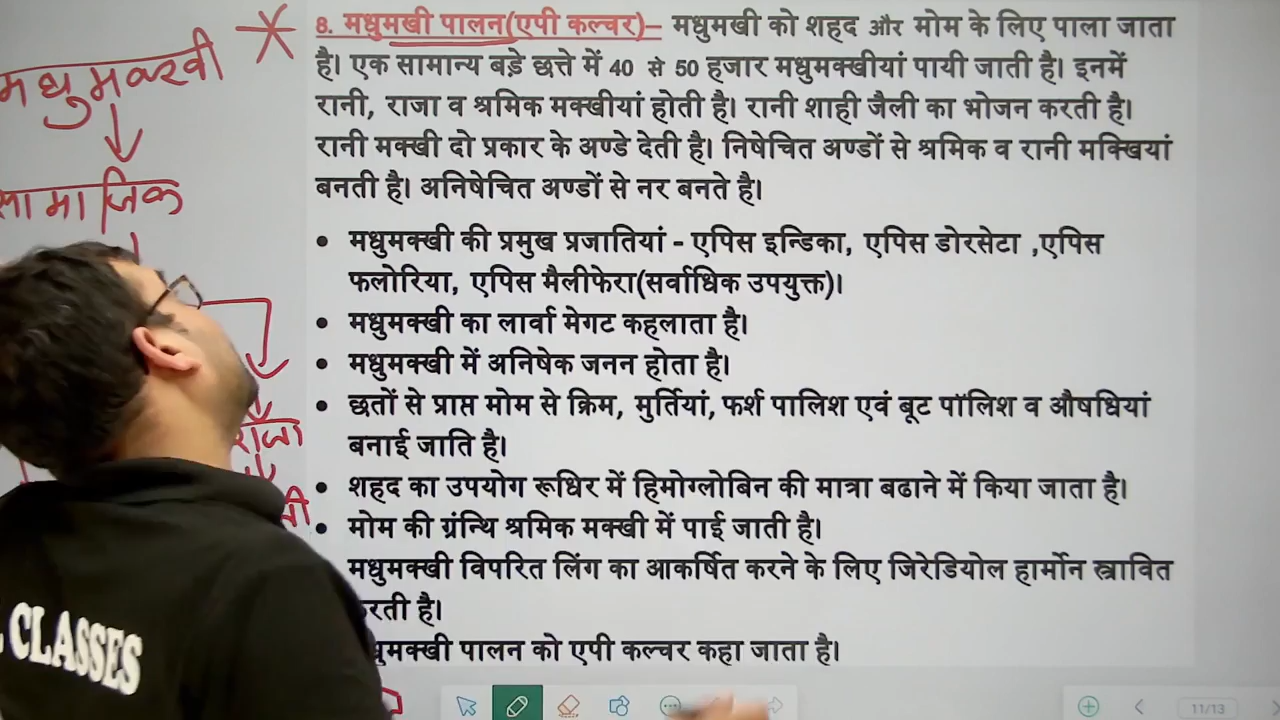 मधुमक्खी
सामाजिक
राजा
8. मधुमखी पालन(एपी कल्चर)– मधुमखी को शहद और मोम के लिए पाला जाता
है। एक सामान्य बड़े छत्ते में 40 से 50 हजार मधुमक्खीयां पायी जाती है। इनमें
रानी, राजा व श्रमिक मक्खीयां होती है। रानी शाही जैली का भोजन करती है।
रानी मक्खी दो प्रकार के अण्डे देती है। निषेचित अण्डों से श्रमिक व रानी मक्खियां
बनती है। अनिषेचित अण्डों से नर बनते है।
• मधुमक्खी की प्रमुख प्रजातियां - एपिस इन्डिका, एपिस डोरसेटा ,एपिस
फलोरिया, एपिस मैलीफेरा(सर्वाधिक उपयुक्त)।
• मधुमक्खी का लार्वा मेगट कहलाता है।
• मधुमक्खी में अनिषेक जनन होता है।
• छतों से प्राप्त मोम से क्रिम, मुर्तियां, फर्श पालिश एवं बूट पॉलिश व औषधियां
बनाई जाति है।
• शहद का उपयोग रूधिर में हिमोग्लोबिन की मात्रा बढाने में किया जाता है।
• मोम की ग्रंन्थि श्रमिक मक्खी में पाई जाती है।
मधुमक्खी विपरित लिंग का आकर्षित करने के लिए जिरेडियोल हार्मोन स्त्रावित
रती है।
धुमक्खी पालन को एपी कल्चर कहा जाता है।
CLASSES
11/13